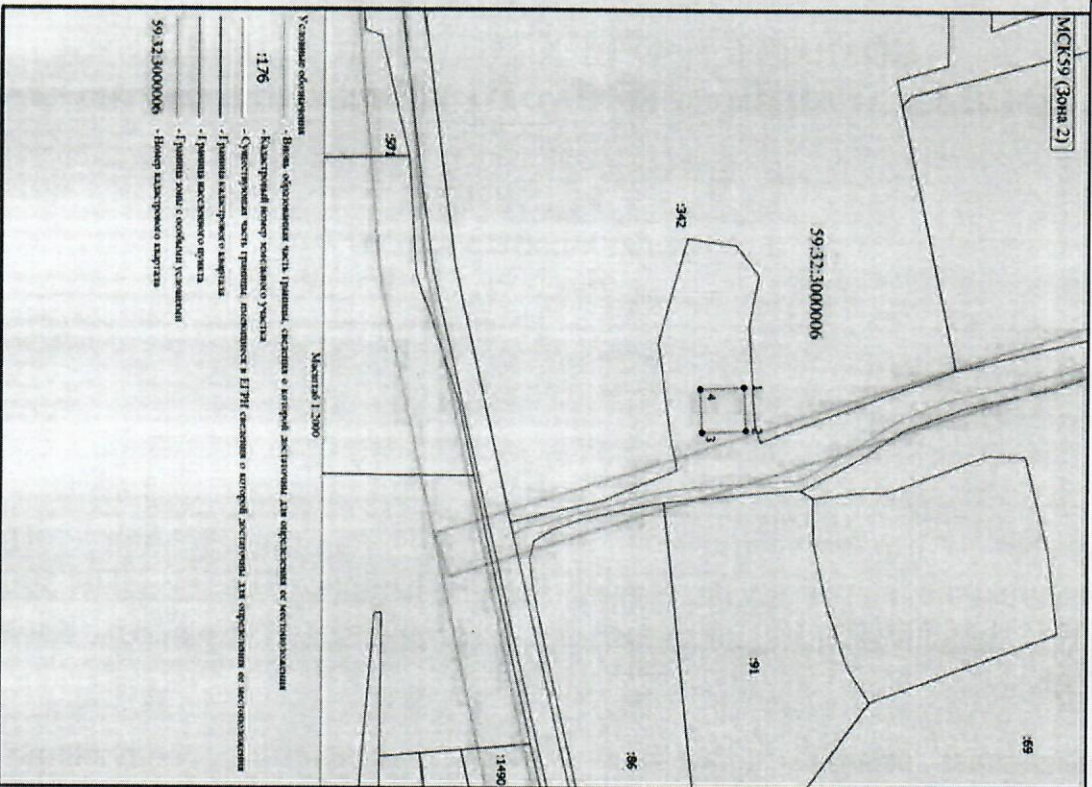 МСК59 (Зона 2)
59:32:3000006
:69
:342
1
2
4
3
:91
:86
:571
:1490
Масштаб 1:2000
Условные обозначения
- Вновь образованная часть границы, сведения о которой достаточны для определения ее местоположения
:176 - Кадастровый номер земельного участка
- Существующая часть границы, имеющиеся в ЕГРН сведения о которой достаточны для определения ее местоположения
- Граница кадастрового квартала
- Граница населенного пункта
- Граница зоны с особыми условиями
59:32:3000006 - Номер кадастрового квартала